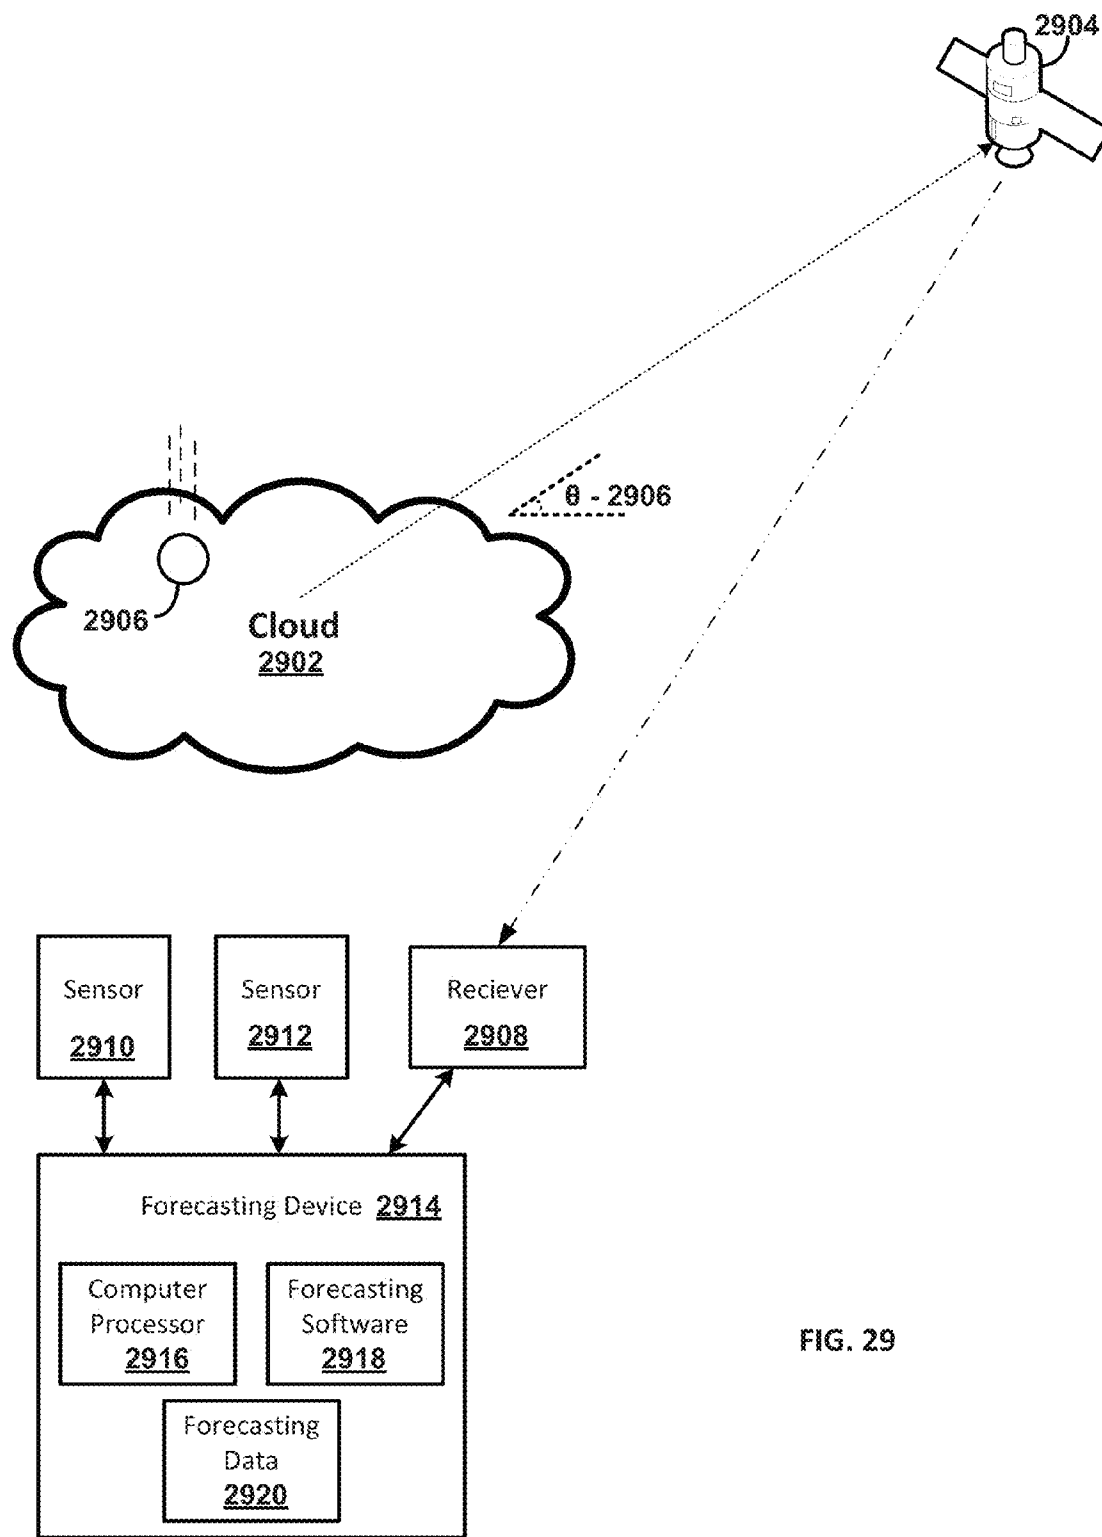 2904
θ - 2906
2906
Cloud
2902
Sensor
2910
Sensor
2912
Reciever
2908
Forecasting Device 2914
Computer
Processor
2916
Forecasting
Software
2918
Forecasting
Data
2920
FIG. 29